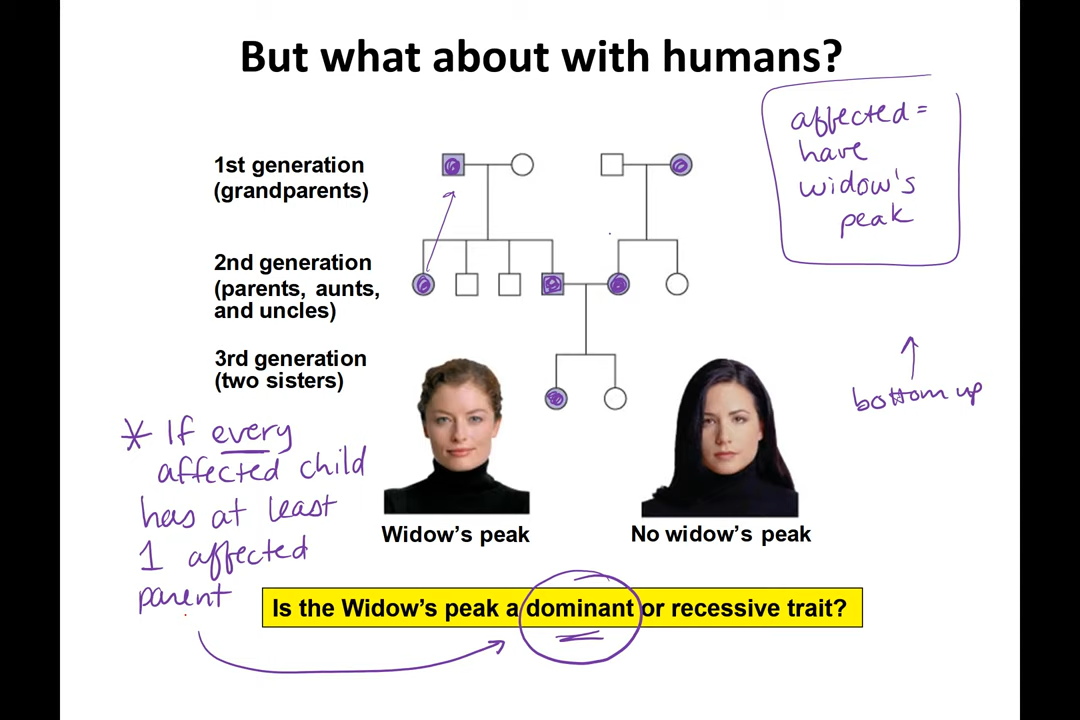 But what about with humans?
affected =
have
widow's
peak
1st generation
(grandparents)
2nd generation
(parents, aunts,
and uncles)
3rd generation
(two sisters)
bottom up
* If every
affected child
has at least
1 affected
parent
Widow's peak
No widow's peak
Is the Widow's peak a dominant or recessive trait?